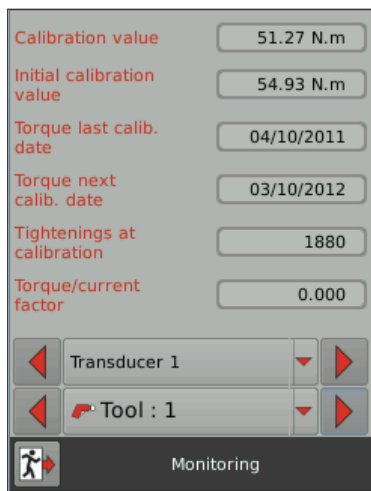 Calibration value
51.27 N.m
Initial calibration
value
54.93 N.m
Torque last calib.
date
04/10/2011
Torque next
calib. date
03/10/2012
Tightenings at
calibration
1880
Torque/current
factor
0.000
Transducer 1
Tool : 1
Monitoring